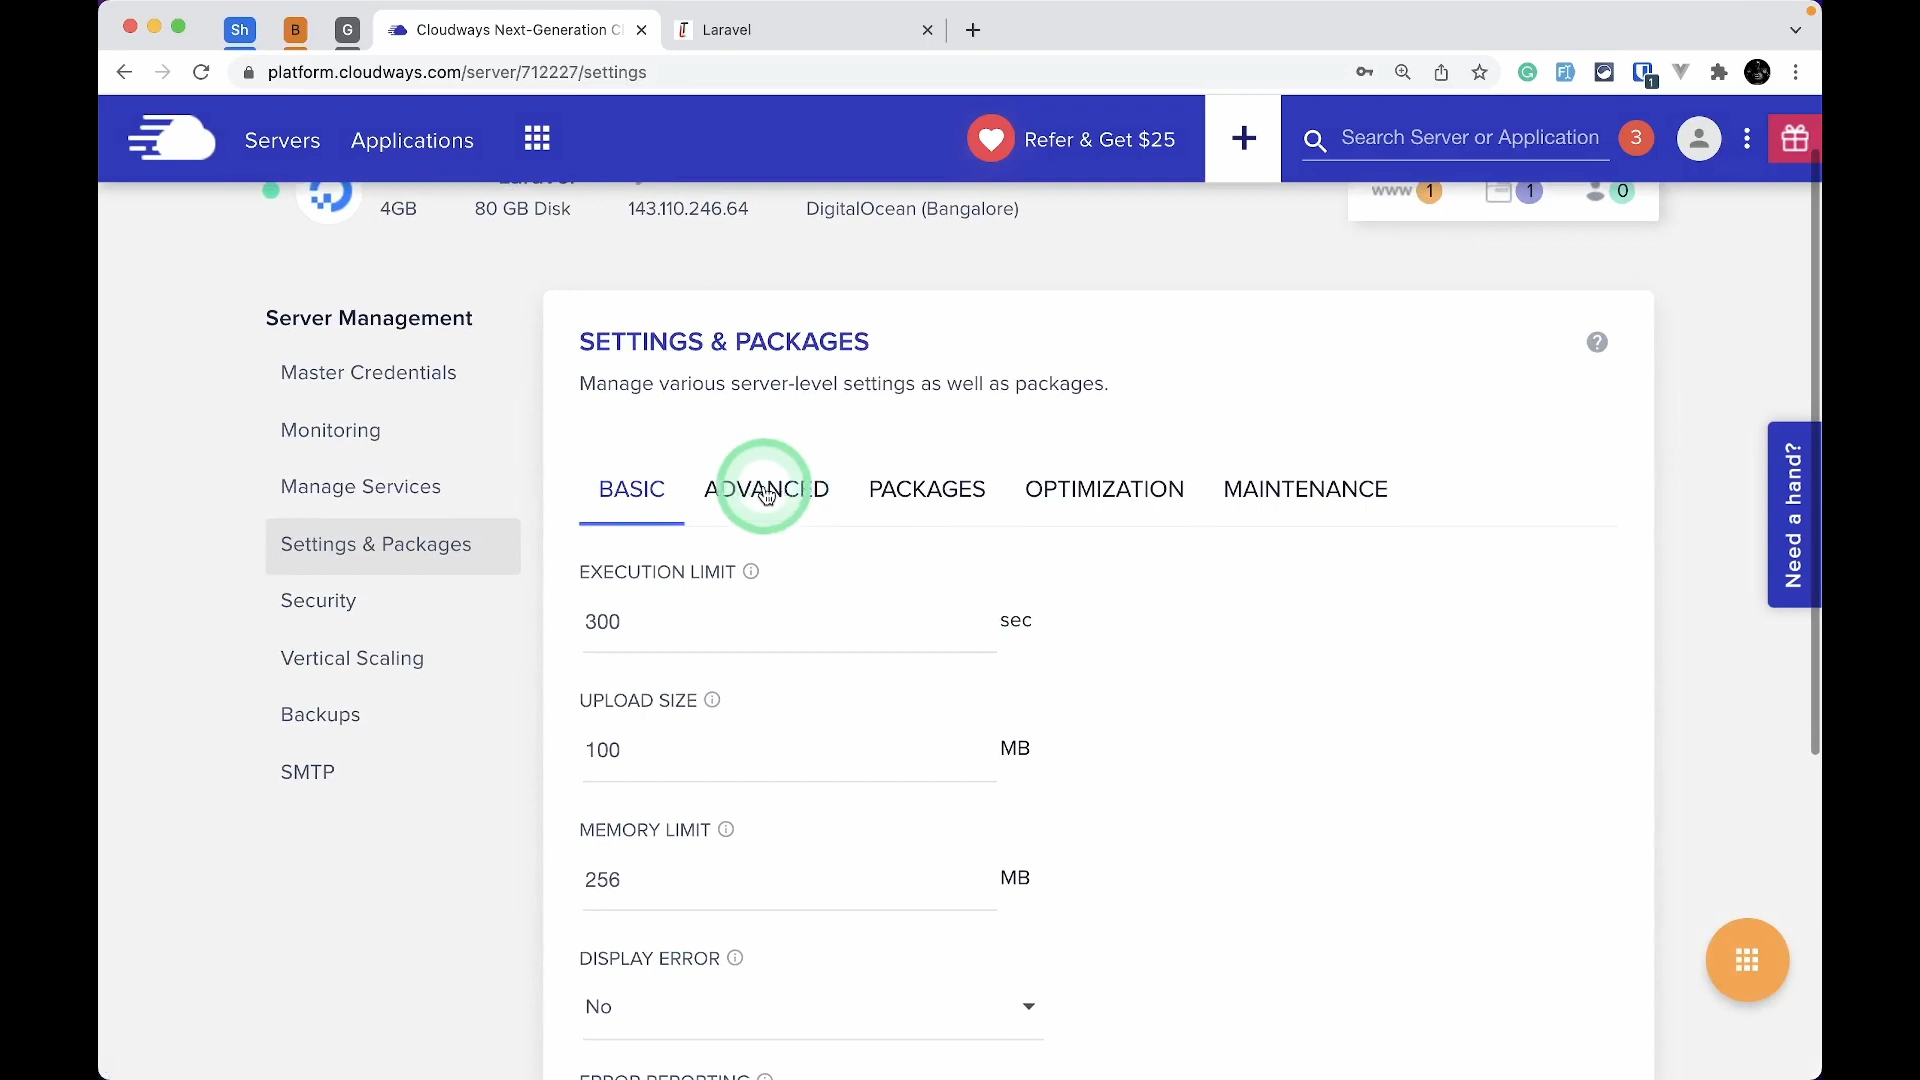 Sh
B
G
Cloudways Next-Generation Cl
Laravel
platform.cloudways.com/server/712227/settings
1
Servers
Applications
Refer & Get $25
Search Server or Application
3
4GB
80 GB Disk
143.110.246.64
DigitalOcean (Bangalore)
www
1
1
0
Server Management
Master Credentials
Monitoring
Manage Services
Settings & Packages
Security
Vertical Scaling
Backups
SMTP
SETTINGS & PACKAGES
Manage various server-level settings as well as packages.
BASIC
ADVANCED
PACKAGES
OPTIMIZATION
MAINTENANCE
EXECUTION LIMIT
300
sec
UPLOAD SIZE
100
MB
MEMORY LIMIT
256
MB
DISPLAY ERROR
No
ERROR REPORTING
Need a hand?